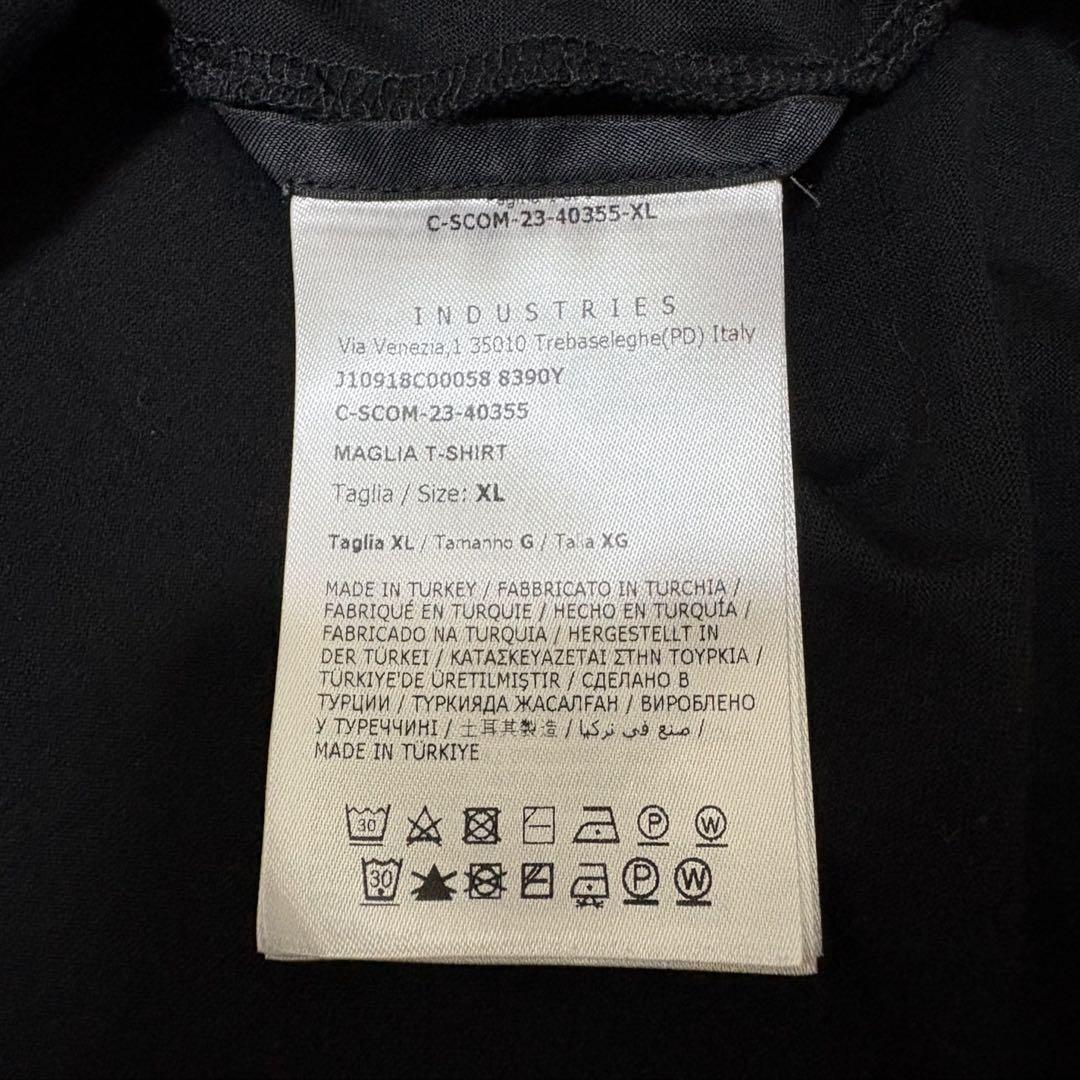 C-SCOM-23-40355-XL
INDUSTRIES
Via Venezia,1 35010 Trebaseleghe(PD) Italy
J10918C00058 8390Y
C-SCOM-23-40355
MAGLIA T-SHIRT
Taglia / Size: XL
Taglia XL / Tamanho G / Talla XG
MADE IN TURKEY / FABBRICATO IN TURCHIA /
FABRIQUÉ EN TURQUIE / HECHO EN TURQUÍA /
FABRICADO NA TURQUIA / HERGESTELLT IN
DER TÜRKEI / ΚΑΤΑΣΚΕΥΑΖΕΤΑΙ ΣΤΗΝ ΤΟΥΡΚΙΑ /
TÜRKIYE'DE ÜRETILMIŞTIR / СДЕЛАНО В
ТУРЦИИ / ТҮРКИЯДА ЖАСАЛҒАН / ВИРОБЛЕНО
У ТУРЕЧЧИНІ / 土耳其製造 / صنع في تركيا /
MADE IN TÜRKIYE
30 P W
30 P W